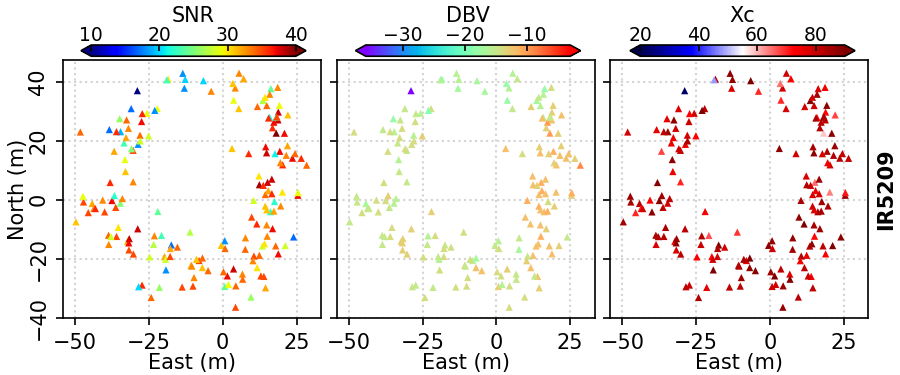 SNR DBV Xc
10 20 30 40 −30 −20 −10 20 40 60 80
40
20
0
−20
−40
North (m)
−50 −25 0 25 −50 −25 0 25 −50 −25 0 25
East (m) East (m) East (m)
IR5209